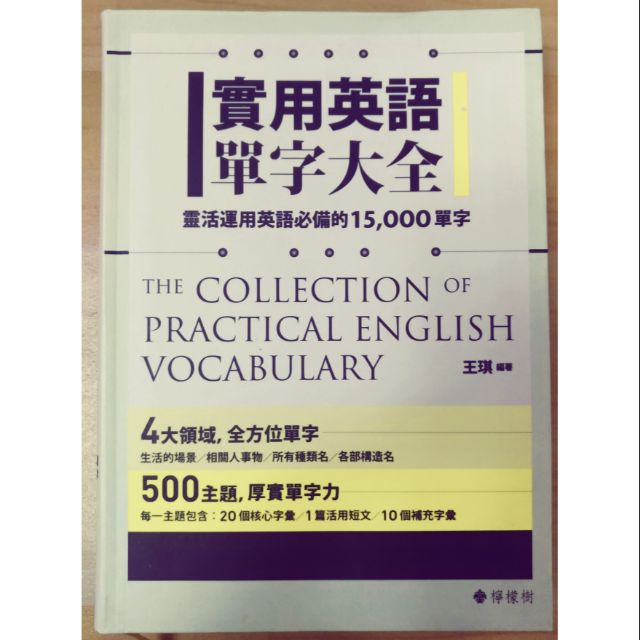 實用英語
單字大全
靈活運用英語必備的15,000單字
THE COLLECTION OF
PRACTICAL ENGLISH
VOCABULARY
王琪 編著
4大領域, 全方位單字
生活的場景/相關人事物/所有種類名/各部構造名
500主題, 厚實單字力
每一主題包含：20個核心字彙/1篇活用短文/10個補充字彙
檸檬樹